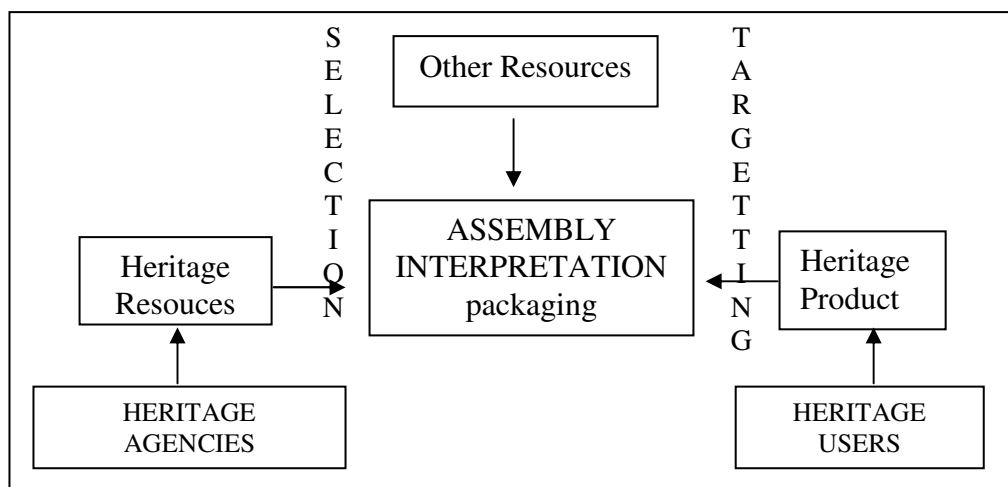 SELECTION
Other Resources
TARGETTING
ASSEMBLY
INTERPRETATION
packaging
Heritage
Resouces
Heritage
Product
HERITAGE
AGENCIES
HERITAGE
USERS